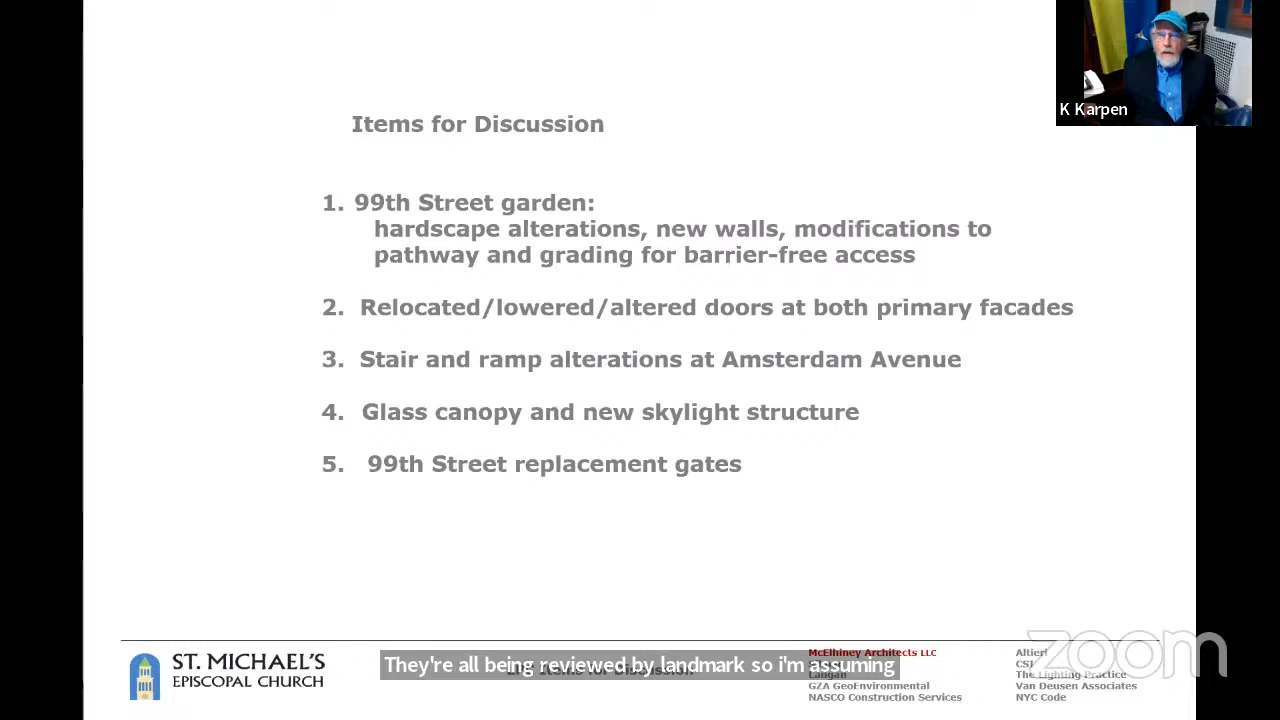 K Karpen
Items for Discussion
1. 99th Street garden:
hardscape alterations, new walls, modifications to
pathway and grading for barrier-free access
2. Relocated/lowered/altered doors at both primary facades
3. Stair and ramp alterations at Amsterdam Avenue
4. Glass canopy and new skylight structure
5. 99th Street replacement gates
ST. MICHAEL'S
EPISCOPAL CHURCH
They're all being reviewed by landmark so i'm assuming
Items for Discussion
McElhiney Architects LLC
Langan
GZA GeoEnvironmental
NASCO Construction Services
Altieri
CSI
The Lighting Practice
Van Deusen Associates
NYC Code
zoom